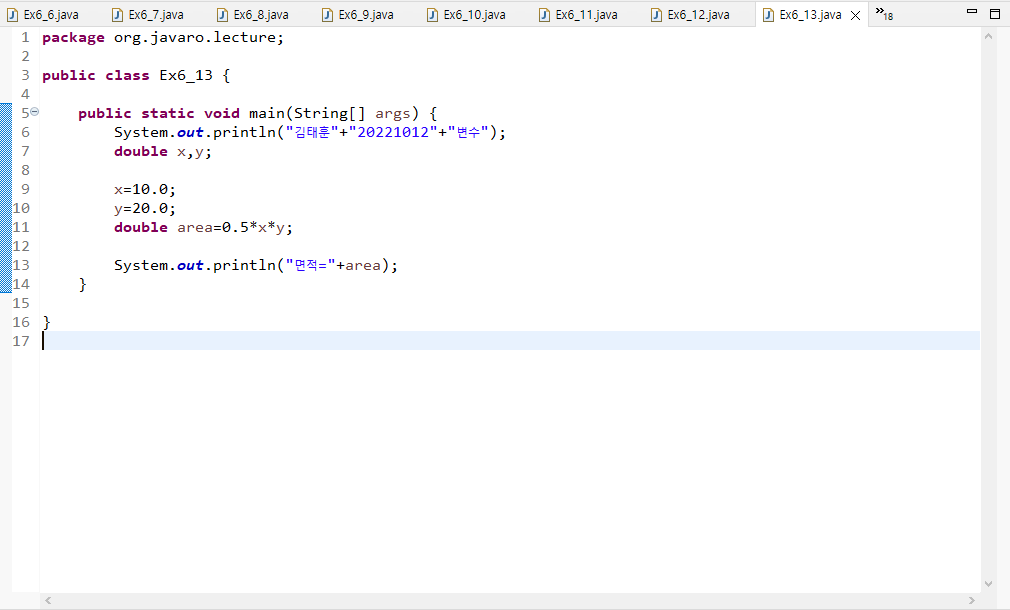 Ex6_6.java Ex6_7.java Ex6_8.java Ex6_9.java Ex6_10.java Ex6_11.java Ex6_12.java Ex6_13.java »18
1 package org.javaro.lecture;
2
3 public class Ex6_13 {
4
5 public static void main(String[] args) {
6 System.out.println("김태훈"+"20221012"+"변수");
7 double x,y;
8
9 x=10.0;
10 y=20.0;
11 double area=0.5*x*y;
12
13 System.out.println("면적="+area);
14 }
15
16 }
17